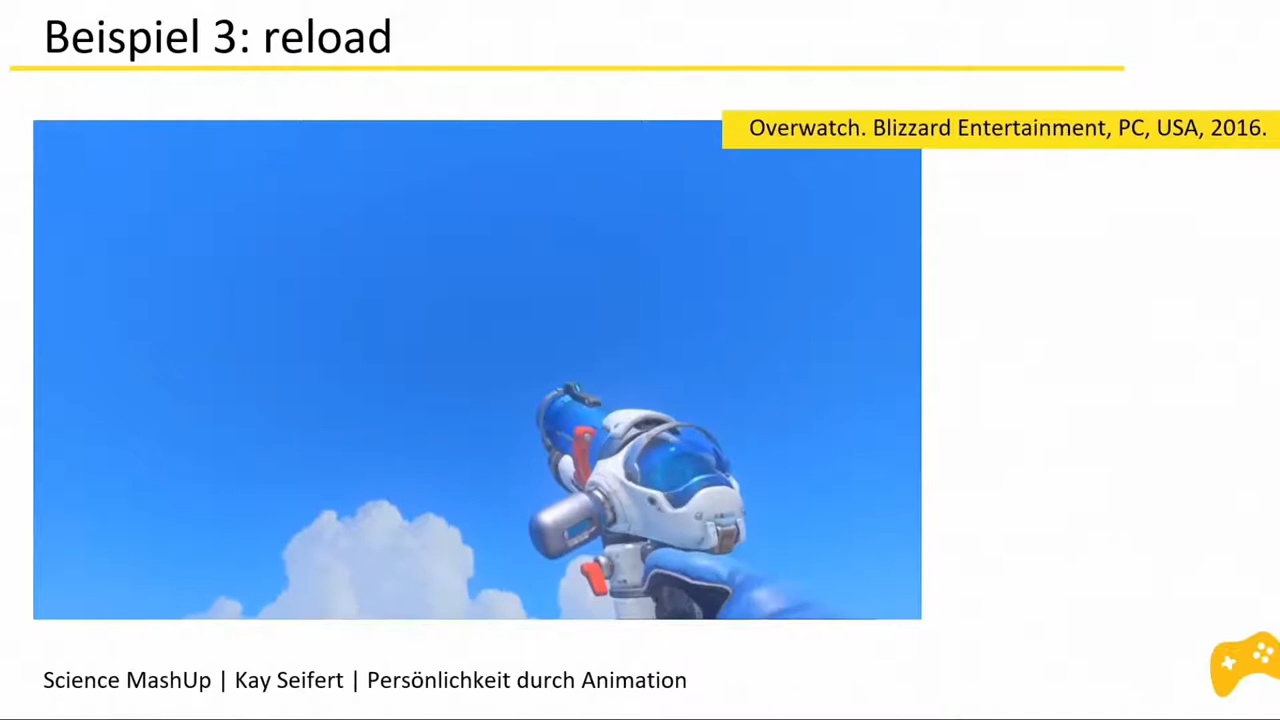 Beispiel 3: reload
Overwatch. Blizzard Entertainment, PC, USA, 2016.
Science MashUp | Kay Seifert | Persönlichkeit durch Animation